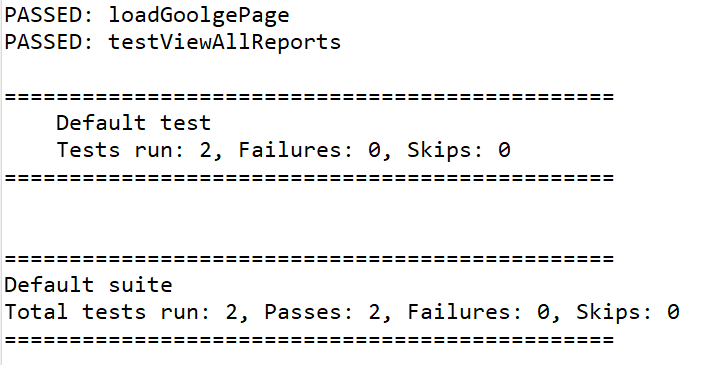 PASSED: loadGoolgePage
PASSED: testViewAllReports
===============================================
Default test
Tests run: 2, Failures: 0, Skips: 0
===============================================
===============================================
Default suite
Total tests run: 2, Passes: 2, Failures: 0, Skips: 0
===============================================